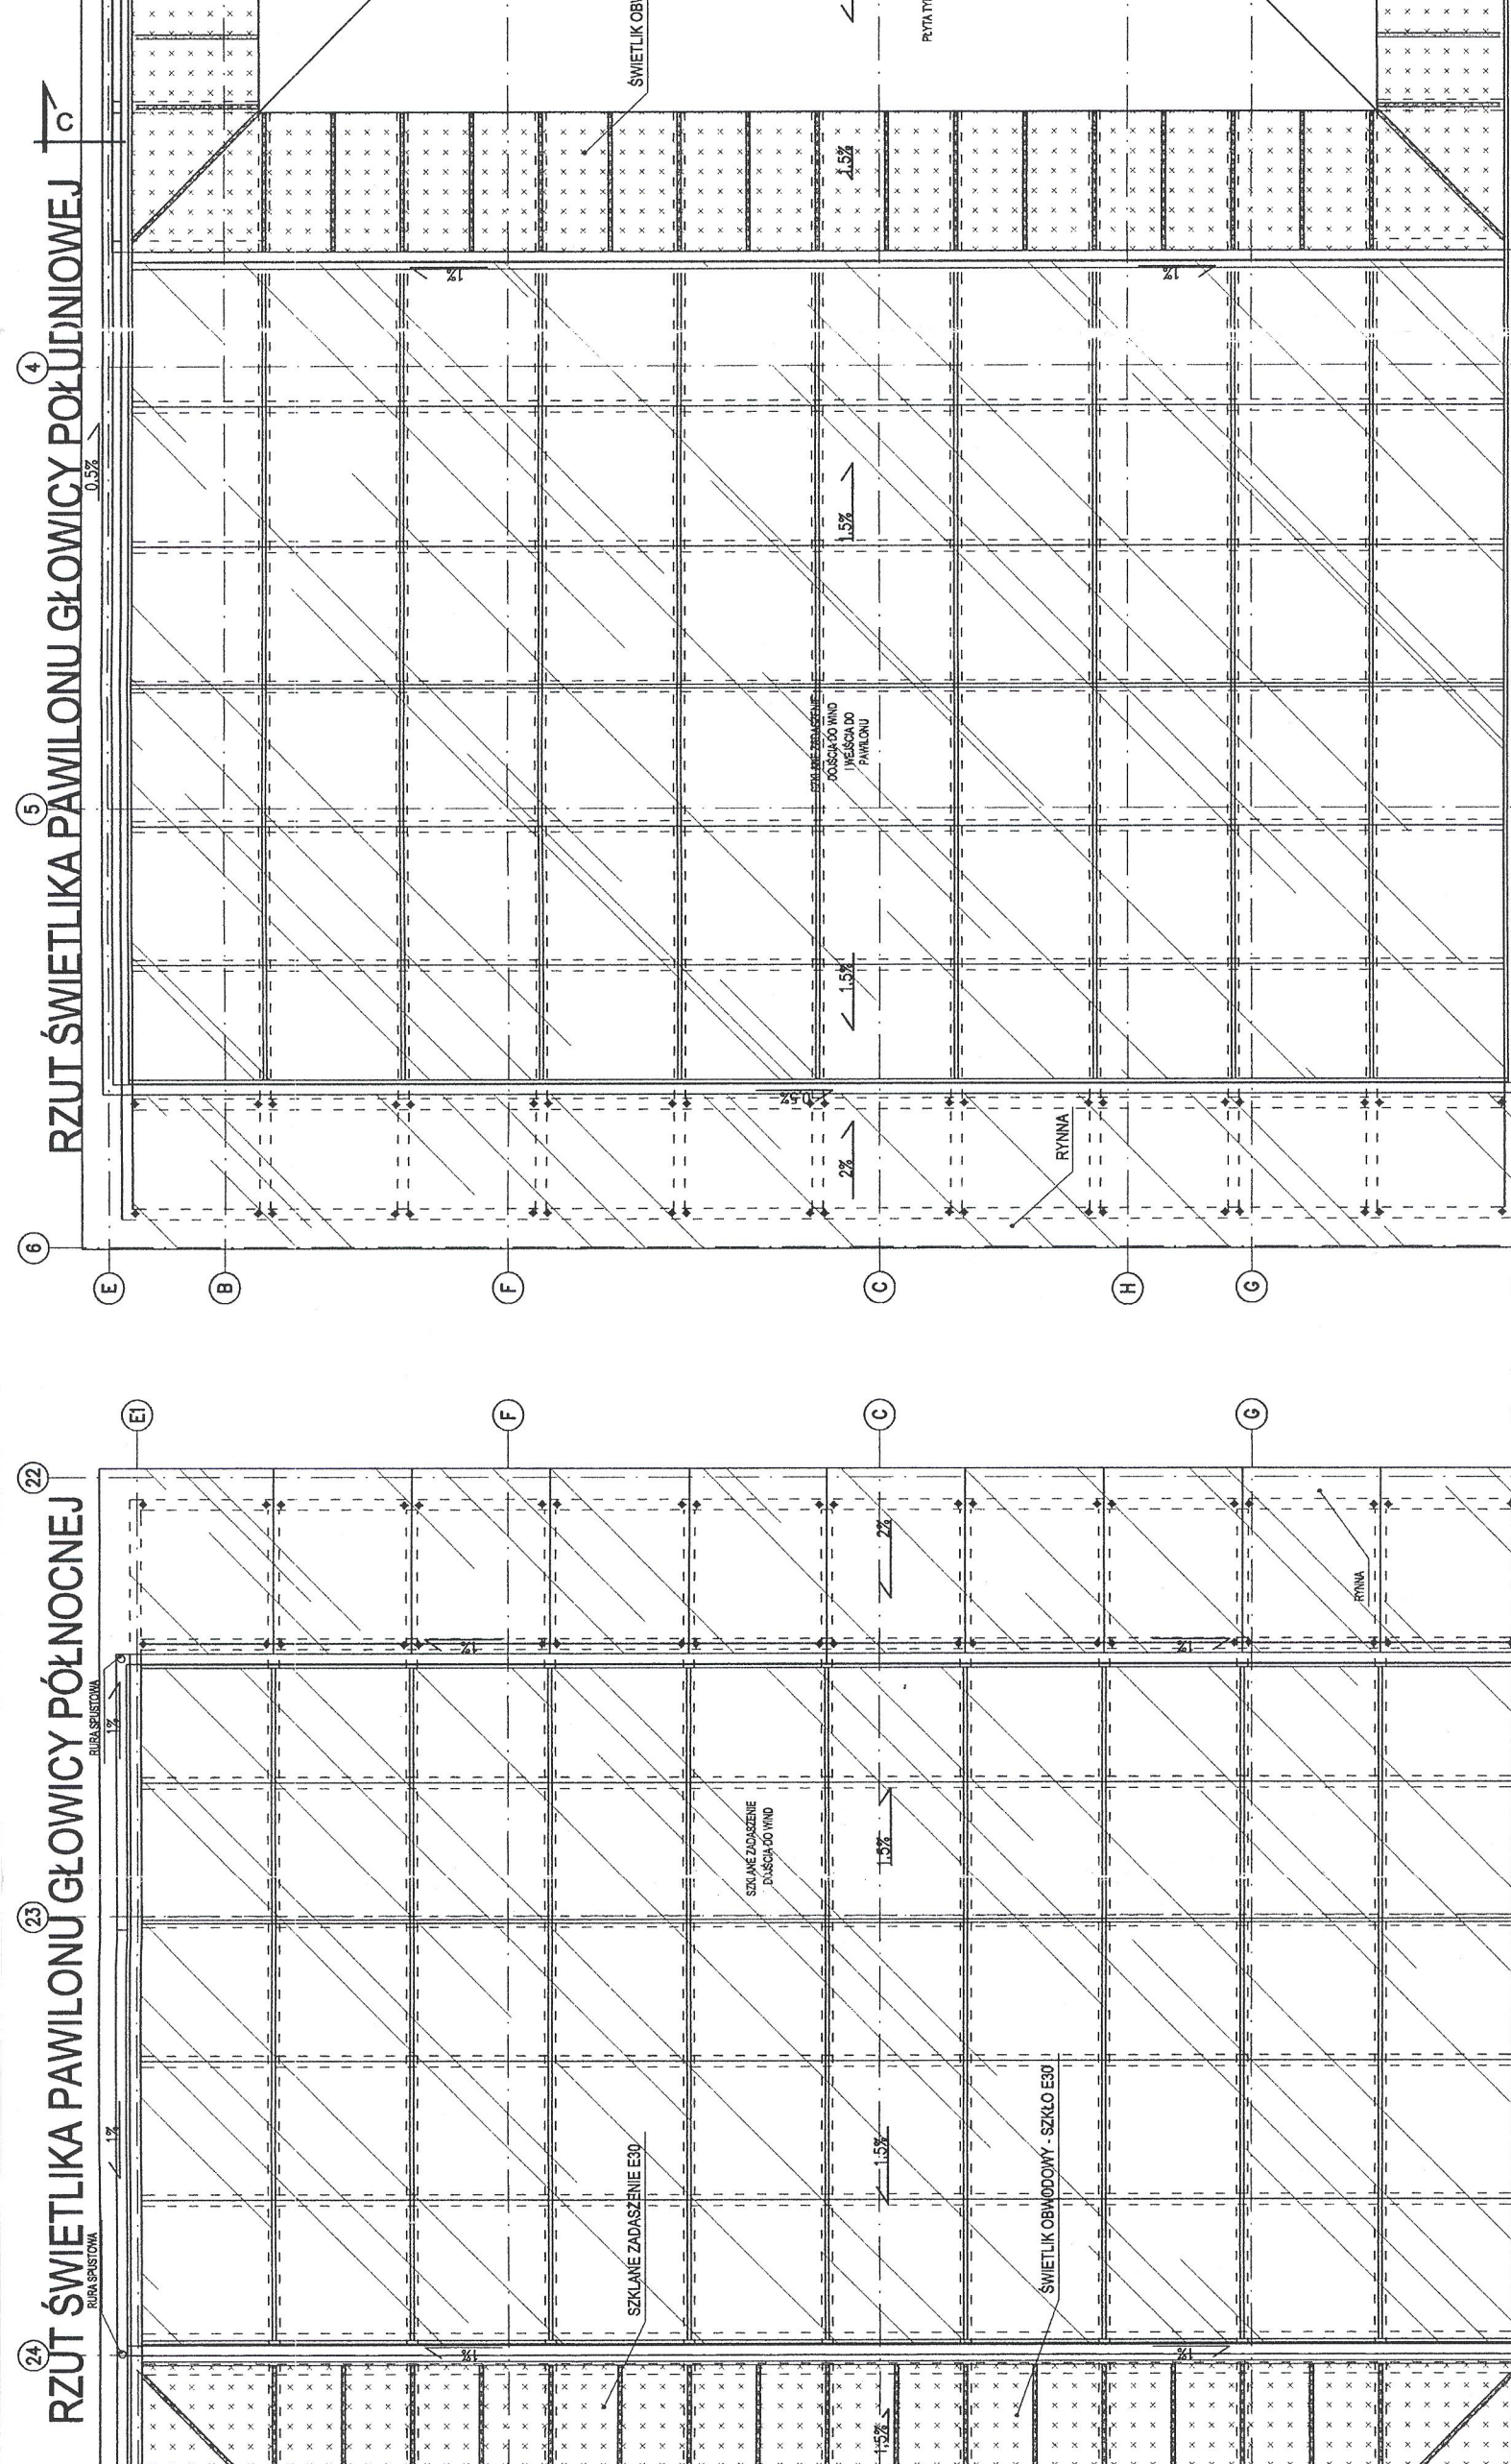 RZUT ŚWIETLIKA PAWILONU GŁOWICY POŁUDNIOWEJ
C
4
5
6
0.5%
ŚWIETLIK OBW
PŁYTA
1.5%
1%
1%
1.5%
SZKLANE ZADASZENIE
DOJŚCIA DO WIND
I WEJŚCIA DO
PAWILONU
1.5%
0.5%
2%
RYNNA
E
B
F
C
H
G
RZUT ŚWIETLIKA PAWILONU GŁOWICY PÓŁNOCNEJ
22
23
24
E1
F
C
G
RURA SPUSTOWA
1%
1%
RURA SPUSTOWA
2%
RYNNA
1%
1%
SZKLANE ZADASZENIE
DOJŚCIA DO WIND
1.5%
1.5%
SZKLANE ZADASZENIE E30
ŚWIETLIK OBWODOWY - SZKŁO E30
1%
1%
1,5%